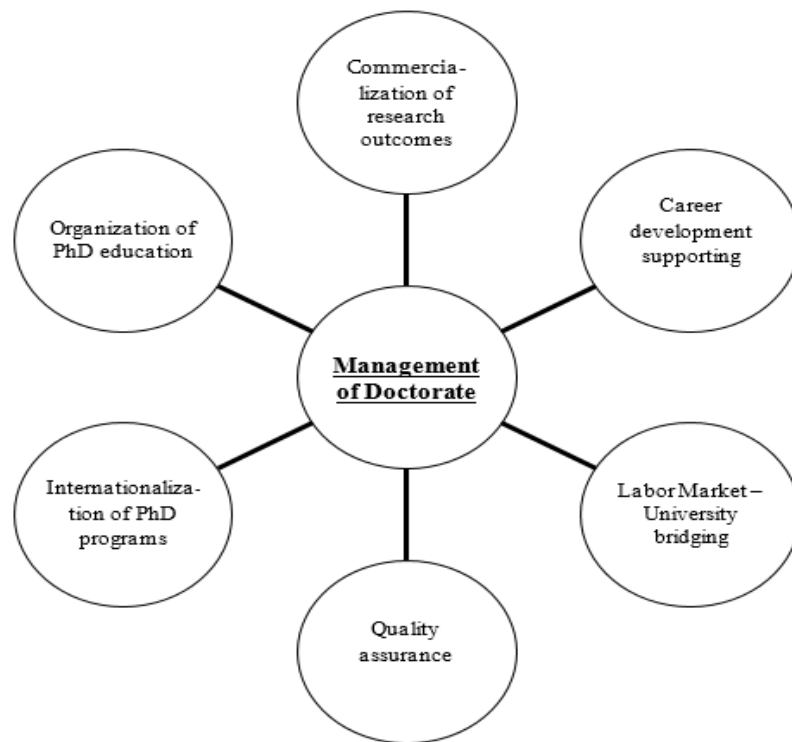 Commercia-
lization of
research
outcomes
Organization of
PhD education
Career
development
supporting
Management
of Doctorate
Internationaliza-
tion of PhD
programs
Labor Market –
University
bridging
Quality
assurance